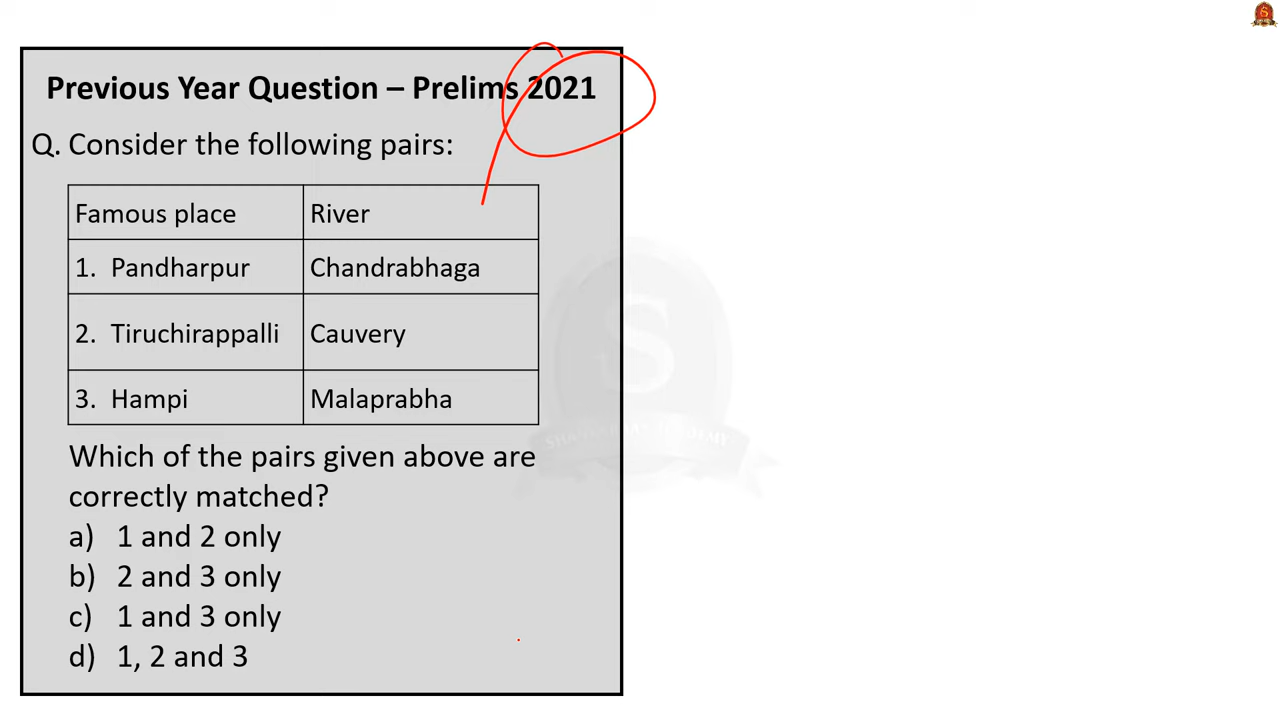 Previous Year Question – Prelims 2021
Q. Consider the following pairs:
Famous place River
1. Pandharpur Chandrabhaga
2. Tiruchirappalli Cauvery
3. Hampi Malaprabha
Which of the pairs given above are
correctly matched?
a) 1 and 2 only
b) 2 and 3 only
c) 1 and 3 only
d) 1, 2 and 3